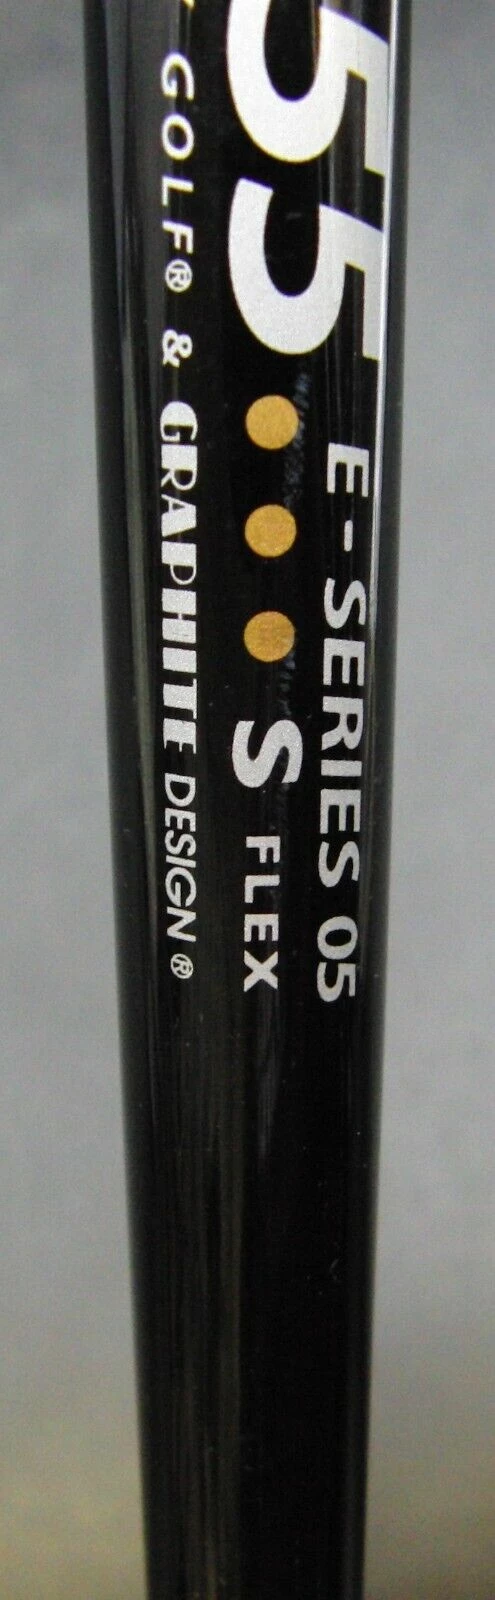 55 S FLEX
E-SERIES 05
GOLF® & GRAPHITE DESIGN®